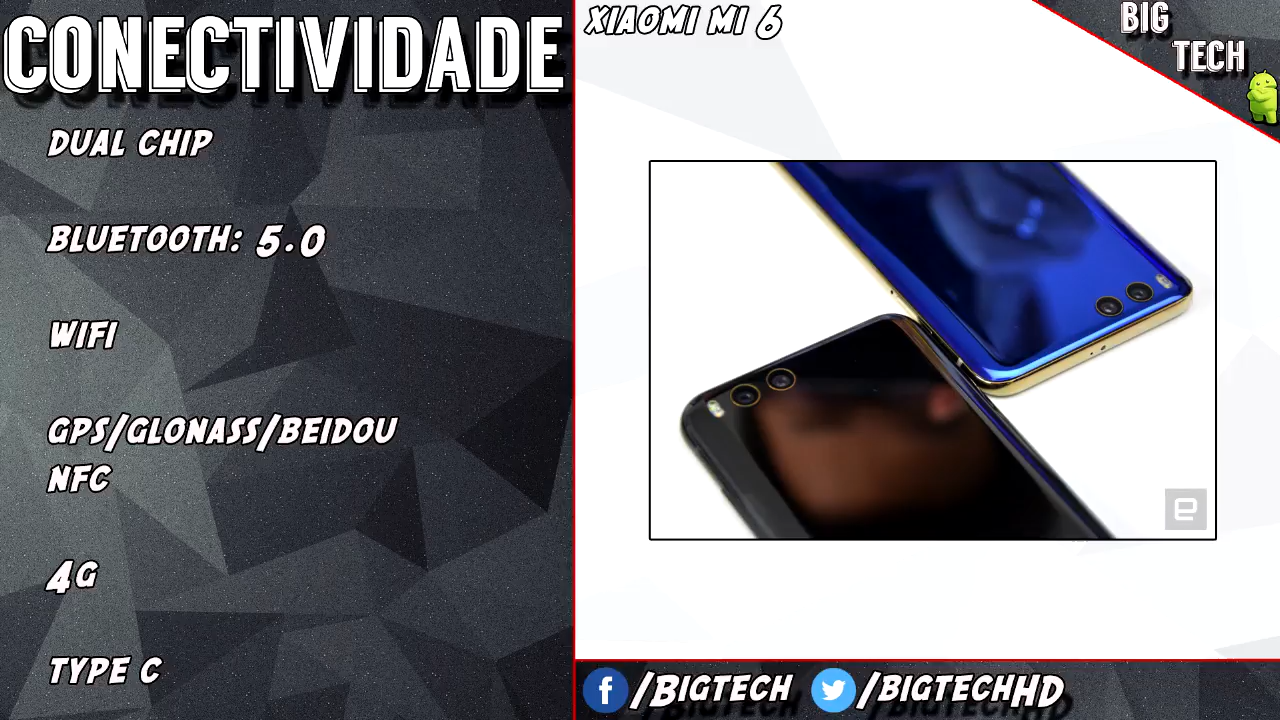 CONECTIVIDADE
DUAL CHIP
BLUETOOTH: 5.0
WIFI
GPS/GLONASS/BEIDOU
NFC
4G
TYPE C
XIAOMI MI 6
BIG
TECH
e
f /BIGTECH
/BIGTECHHD